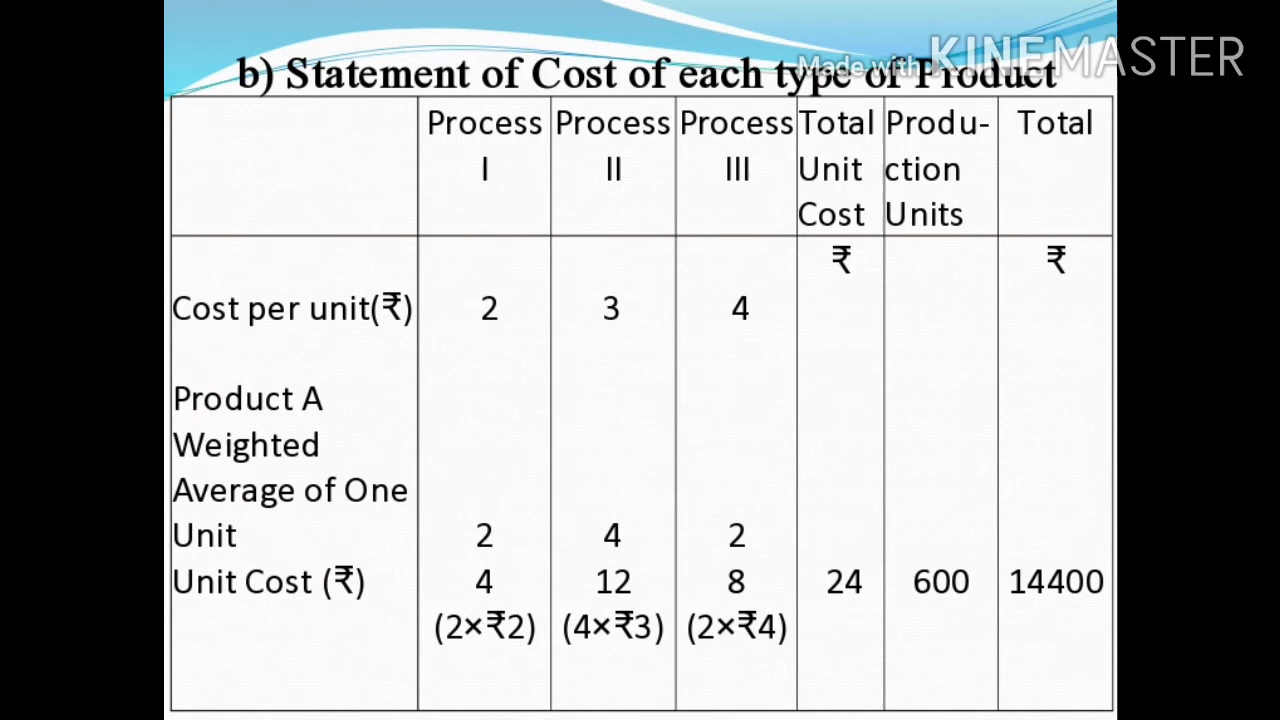 Made with KINEMASTER
b) Statement of Cost of each type of Product
Process Process Process Total Produ- Total
I II III Unit ction
Cost Units
₹ ₹
Cost per unit(₹) 2 3 4
Product A
Weighted
Average of One
Unit 2 4 2
Unit Cost (₹) 4 12 8 24 600 14400
(2×₹2) (4×₹3) (2×₹4)